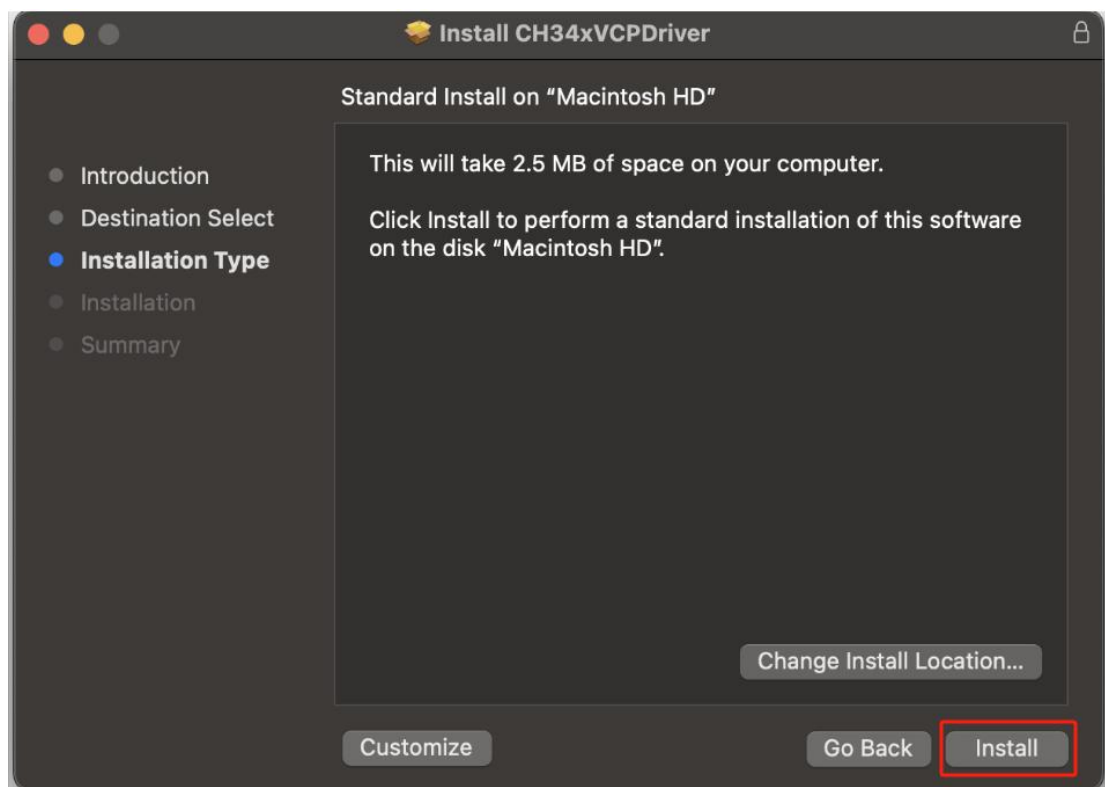 Install CH34xVCPDriver
Standard Install on “Macintosh HD”
Introduction
Destination Select
Installation Type
Installation
Summary
This will take 2.5 MB of space on your computer.
Click Install to perform a standard installation of this software
on the disk “Macintosh HD”.
Change Install Location...
Customize
Go Back
Install